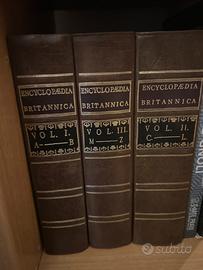 ENCYCLOPÆDIA
BRITANNICA
VOL. I.
A—B
ENCYCLOPÆDIA
BRITANNICA
VOL. III.
M—Z
ENCYCLOPÆDIA
BRITANNICA
VOL. II.
C—L
subito